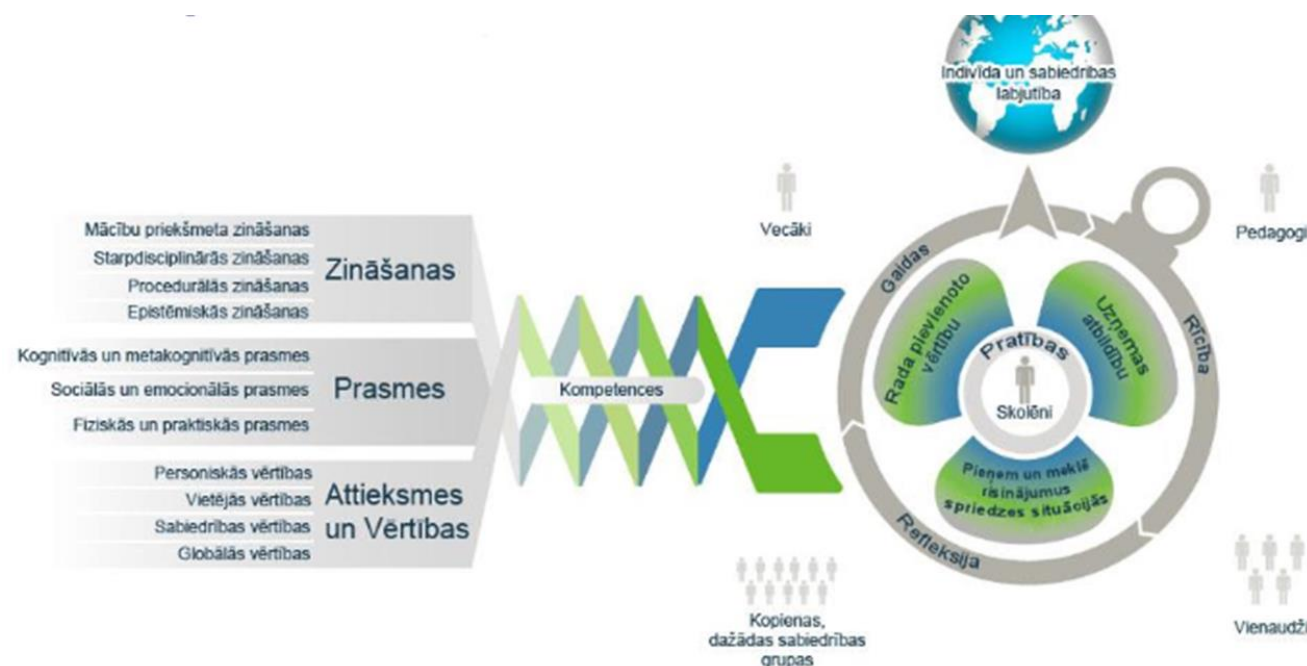 Indivīda un sabiedrības
labjutība
Vecāki
Pedagogi
Mācību priekšmeta zināšanas
Starpdisciplinārās zināšanas
Procedurālās zināšanas
Epistēmiskās zināšanas
Zināšanas
Kognitīvās un metakognitīvās prasmes
Sociālās un emocionālās prasmes
Fiziskās un praktiskās prasmes
Prasmes
Personiskās vērtības
Vietējās vērtības
Sabiedrības vērtības
Globālās vērtības
Attieksmes
un Vērtības
Kompetences
Gaidas
Rīcība
Refleksija
Rada pievienoto
vērtību
Uzņemas
atbildību
Pratības
Skolēni
Pieņem un meklē
risinājumus
spriedzes situācijās
Kopienas,
dažādas sabiedrības
grupas
Vienaudži